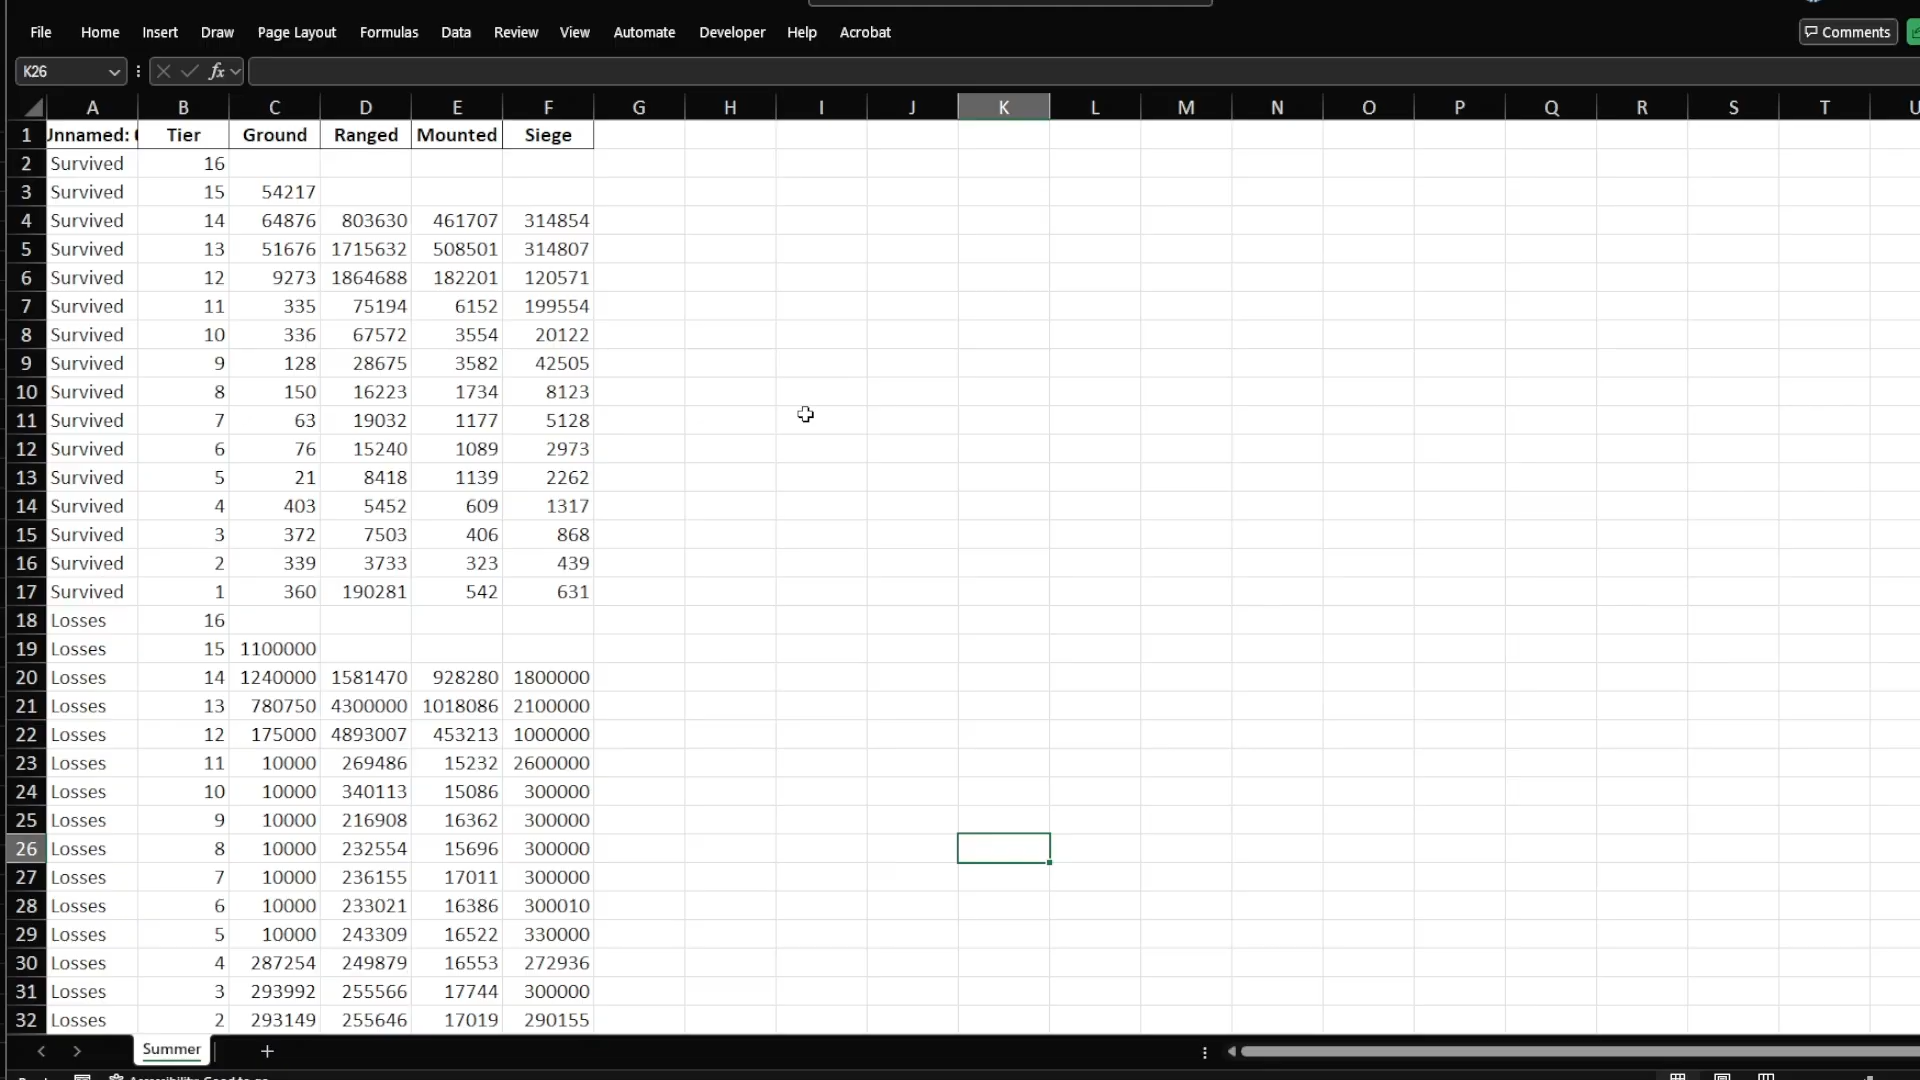 File Home Insert Draw Page Layout Formulas Data Review View Automate Developer Help Acrobat Comments
K26 fx
A B C D E F G H I J K L M N O P Q R S T U
1 Unnamed: Tier Ground Ranged Mounted Siege
2 Survived 16
3 Survived 15 54217
4 Survived 14 64876 803630 461707 314854
5 Survived 13 51676 1715632 508501 314807
6 Survived 12 9273 1864688 182201 120571
7 Survived 11 335 75194 6152 199554
8 Survived 10 336 67572 3554 20122
9 Survived 9 128 28675 3582 42505
10 Survived 8 150 16223 1734 8123
11 Survived 7 63 19032 1177 5128
12 Survived 6 76 15240 1089 2973
13 Survived 5 21 8418 1139 2262
14 Survived 4 403 5452 609 1317
15 Survived 3 372 7503 406 868
16 Survived 2 339 3733 323 439
17 Survived 1 360 190281 542 631
18 Losses 16
19 Losses 15 1100000
20 Losses 14 1240000 1581470 928280 1800000
21 Losses 13 780750 4300000 1018086 2100000
22 Losses 12 175000 4893007 453213 1000000
23 Losses 11 10000 269486 15232 2600000
24 Losses 10 10000 340113 15086 300000
25 Losses 9 10000 216908 16362 300000
26 Losses 8 10000 232554 15696 300000
27 Losses 7 10000 236155 17011 300000
28 Losses 6 10000 233021 16386 300010
29 Losses 5 10000 243309 16522 330000
30 Losses 4 287254 249879 16553 272936
31 Losses 3 293992 255566 17744 300000
32 Losses 2 293149 255646 17019 290155
Summer